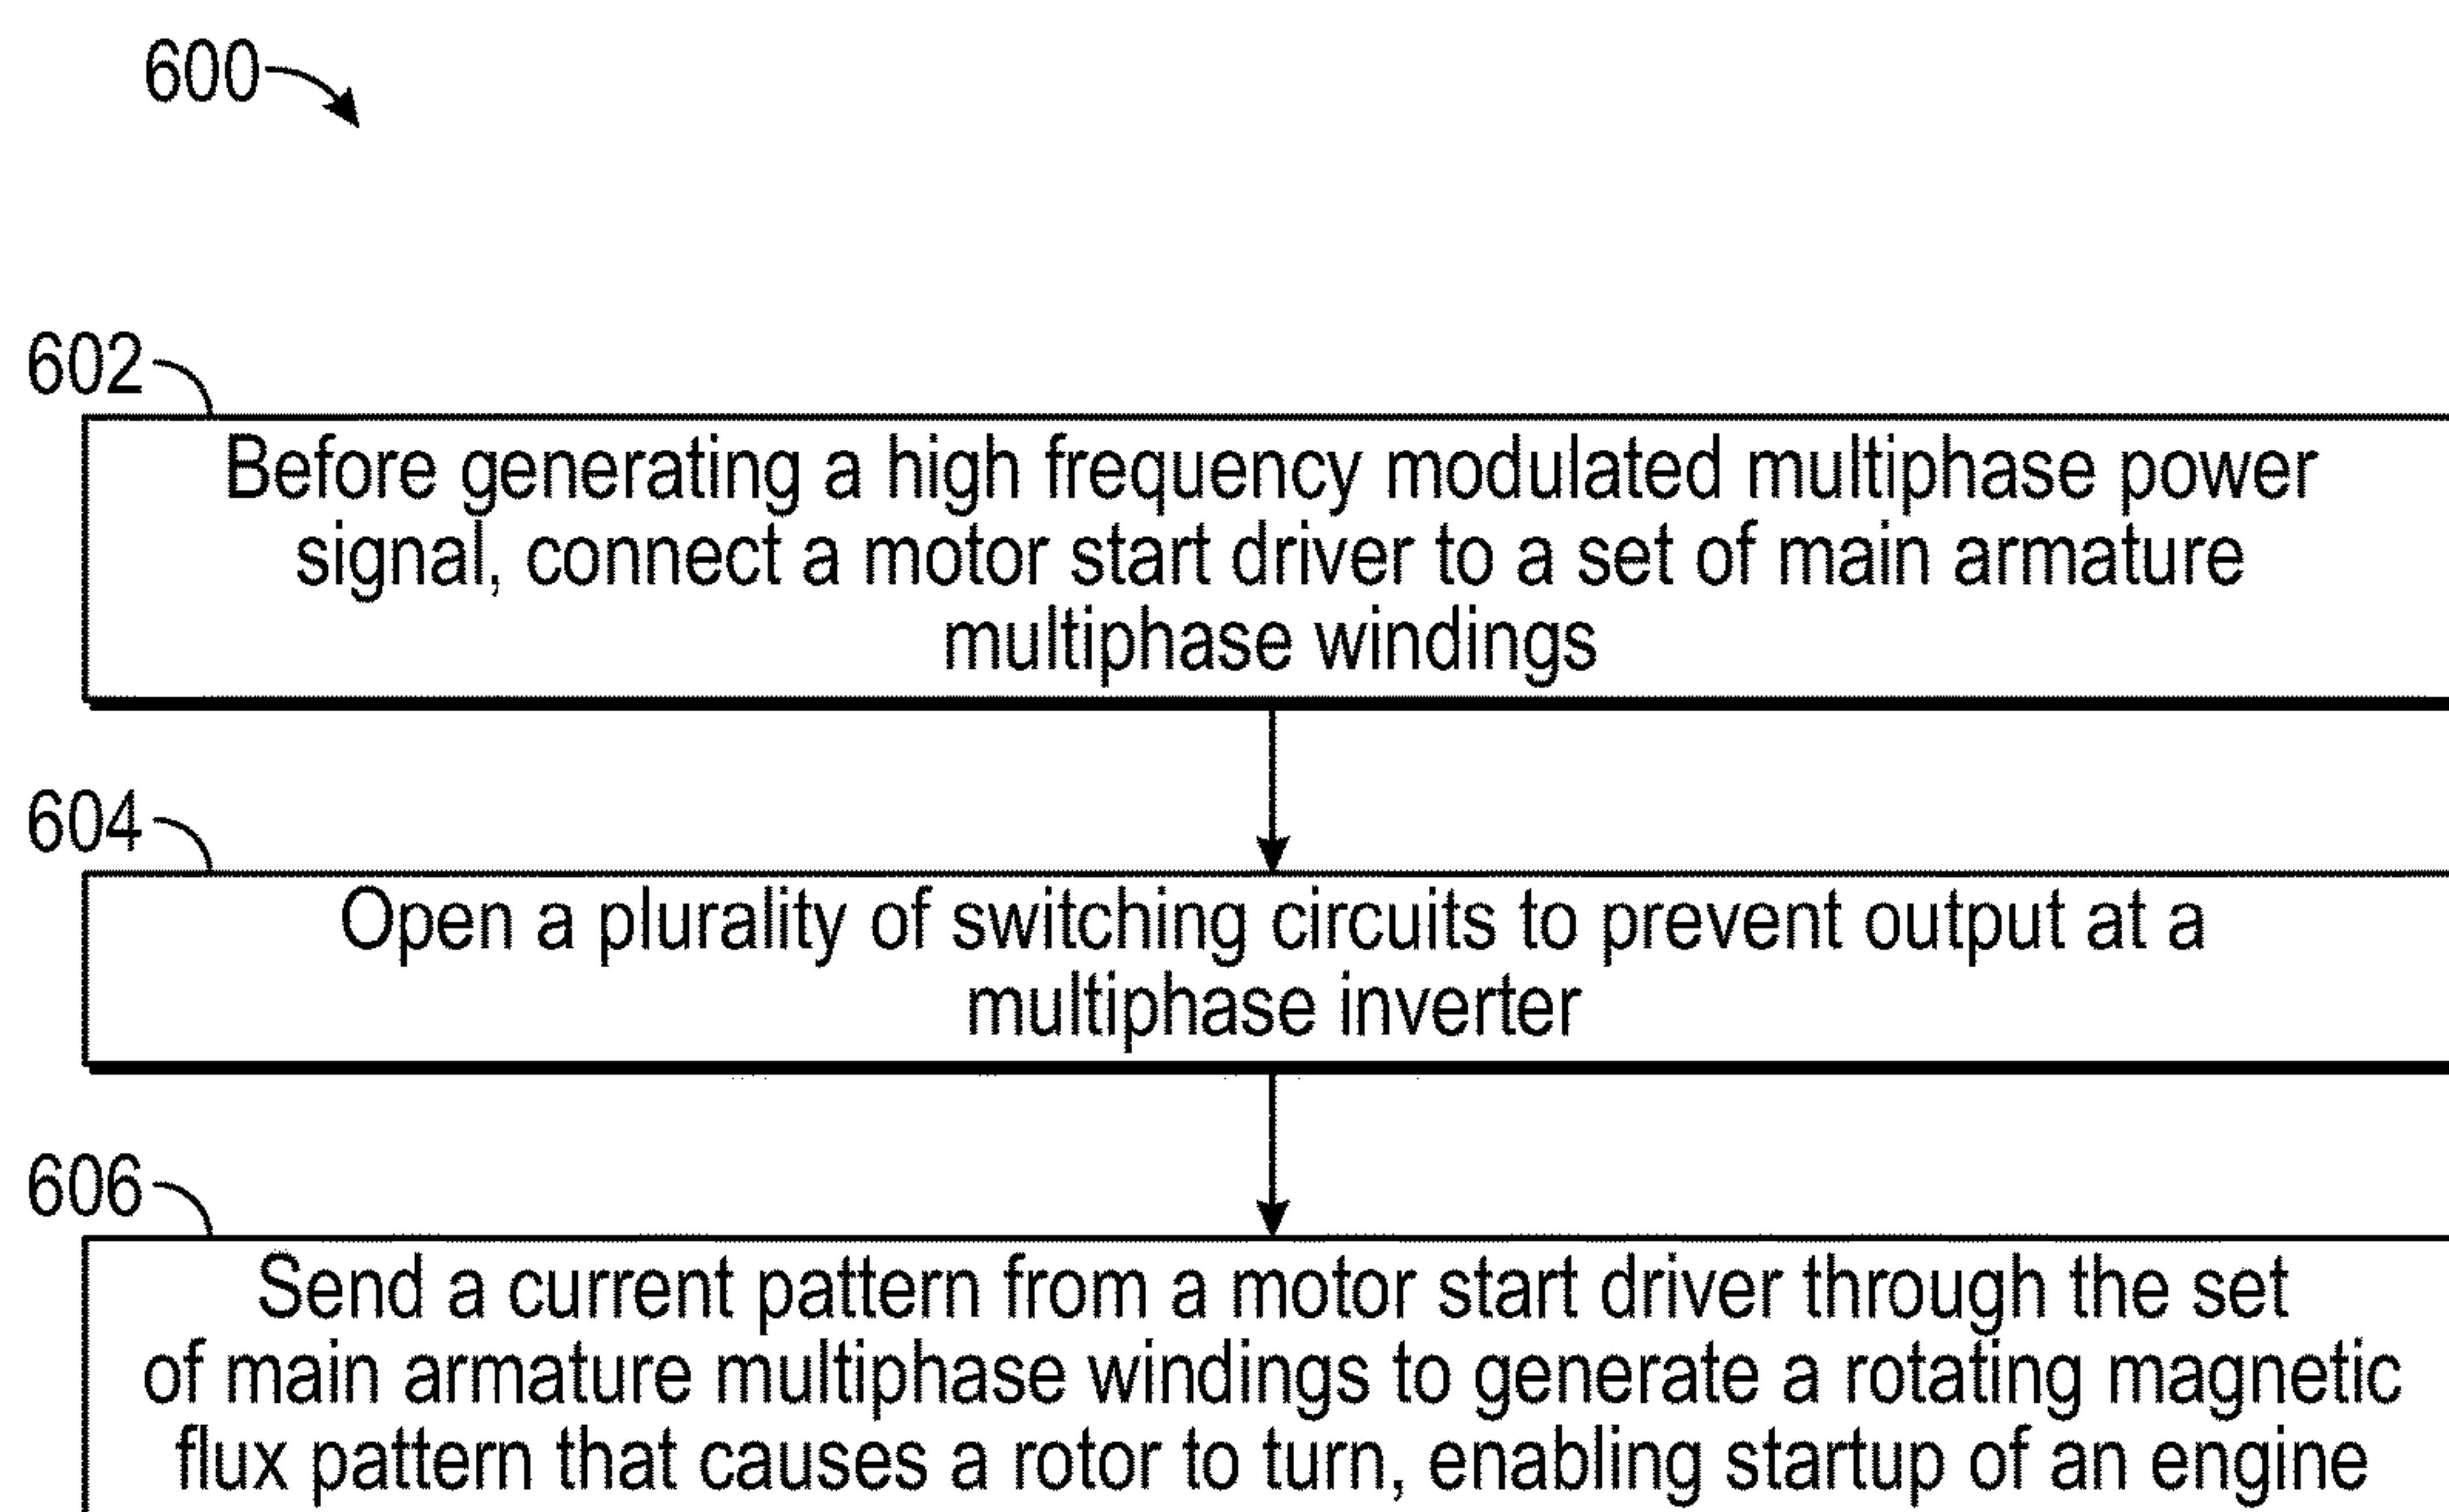 600
602
Before generating a high frequency modulated multiphase power
signal, connect a motor start driver to a set of main armature
multiphase windings
604
Open a plurality of switching circuits to prevent output at a
multiphase inverter
606
Send a current pattern from a motor start driver through the set
of main armature multiphase windings to generate a rotating magnetic
flux pattern that causes a rotor to turn, enabling startup of an engine